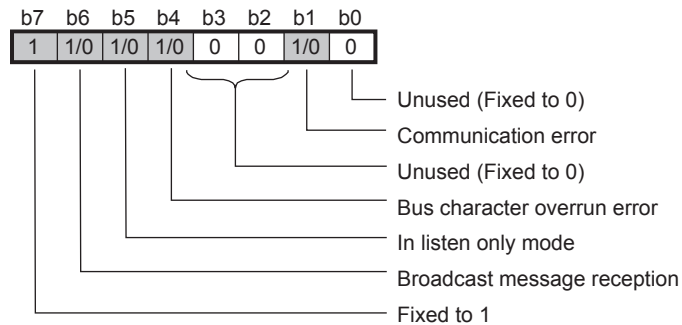 b7 b6 b5 b4 b3 b2 b1 b0
1 1/0 1/0 1/0 0 0 1/0 0
Unused (Fixed to 0)
Communication error
Unused (Fixed to 0)
Bus character overrun error
In listen only mode
Broadcast message reception
Fixed to 1